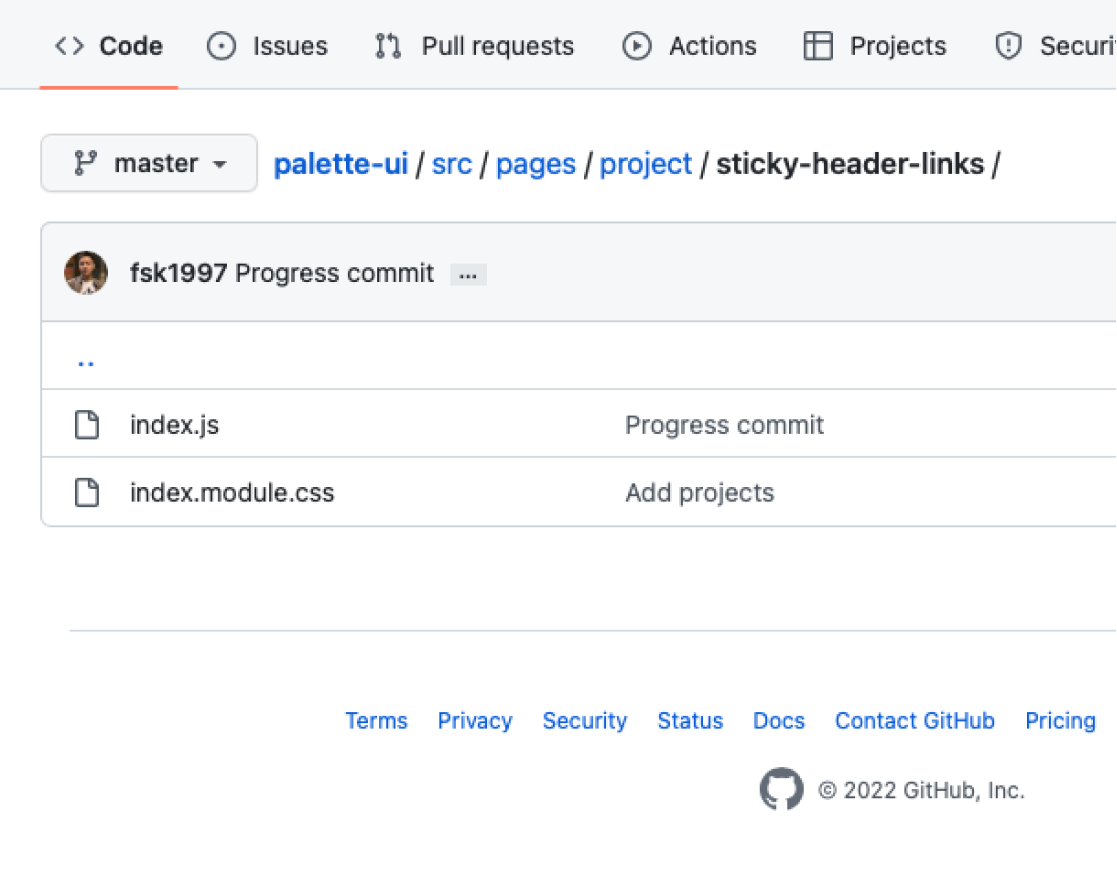 Code Issues Pull requests Actions Projects Securi
master palette-ui / src / pages / project / sticky-header-links /
fsk1997 Progress commit ...
..
index.js Progress commit
index.module.css Add projects
Terms Privacy Security Status Docs Contact GitHub Pricing
© 2022 GitHub, Inc.